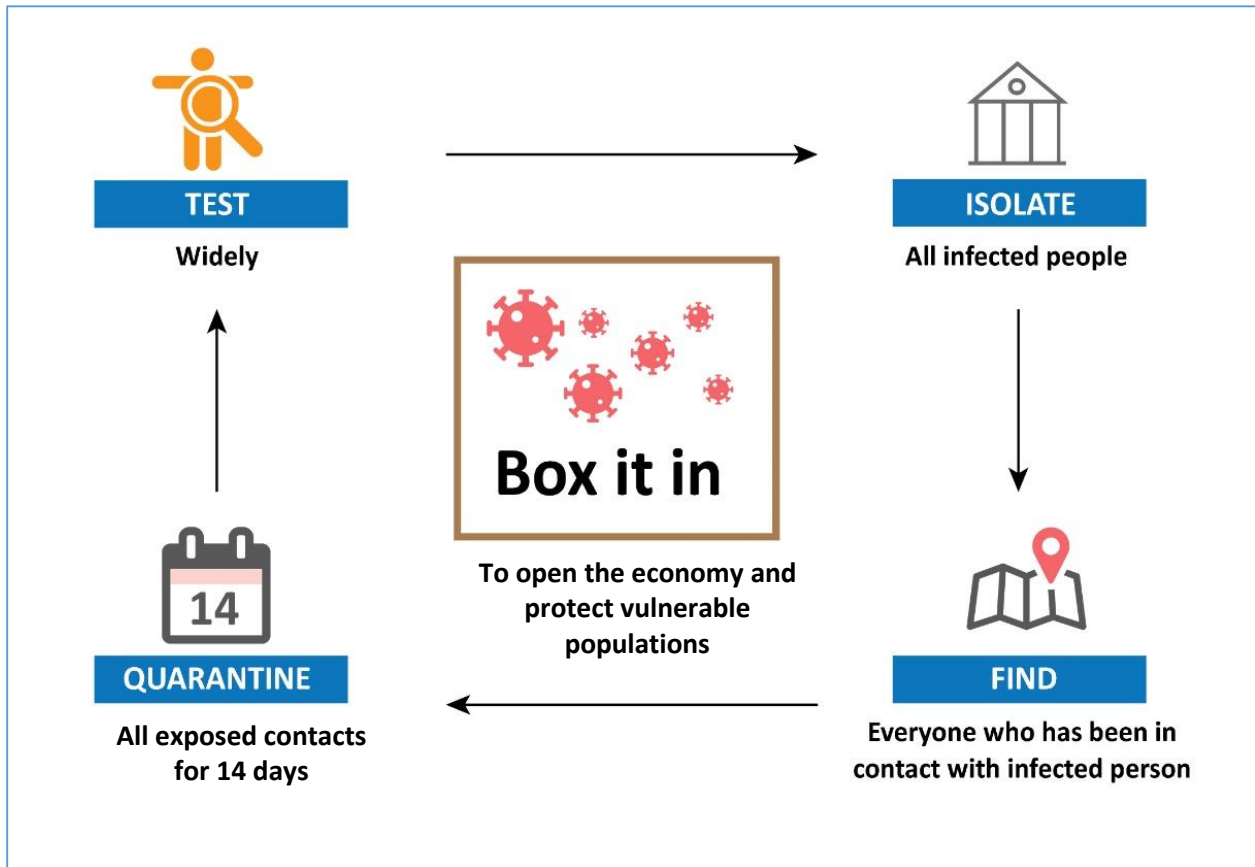 TEST
Widely
ISOLATE
All infected people
Box it in
To open the economy and
protect vulnerable
populations
14
QUARANTINE
All exposed contacts
for 14 days
FIND
Everyone who has been in
contact with infected person